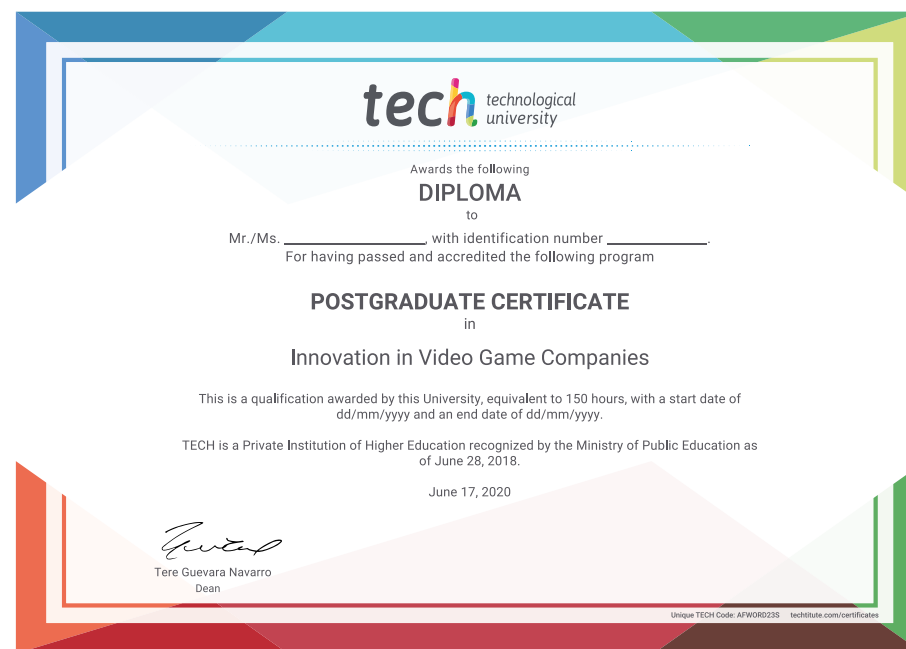 tech technological
university
Awards the following
DIPLOMA
to
Mr./Ms. ____________________, with identification number ______________.
For having passed and accredited the following program
POSTGRADUATE CERTIFICATE
in
Innovation in Video Game Companies
This is a qualification awarded by this University, equivalent to 150 hours, with a start date of
dd/mm/yyyy and an end date of dd/mm/yyyy.
TECH is a Private Institution of Higher Education recognized by the Ministry of Public Education as
of June 28, 2018.
June 17, 2020
Tere Guevara Navarro
Dean
Unique TECH Code: AFWORD23S techtitute.com/certificates